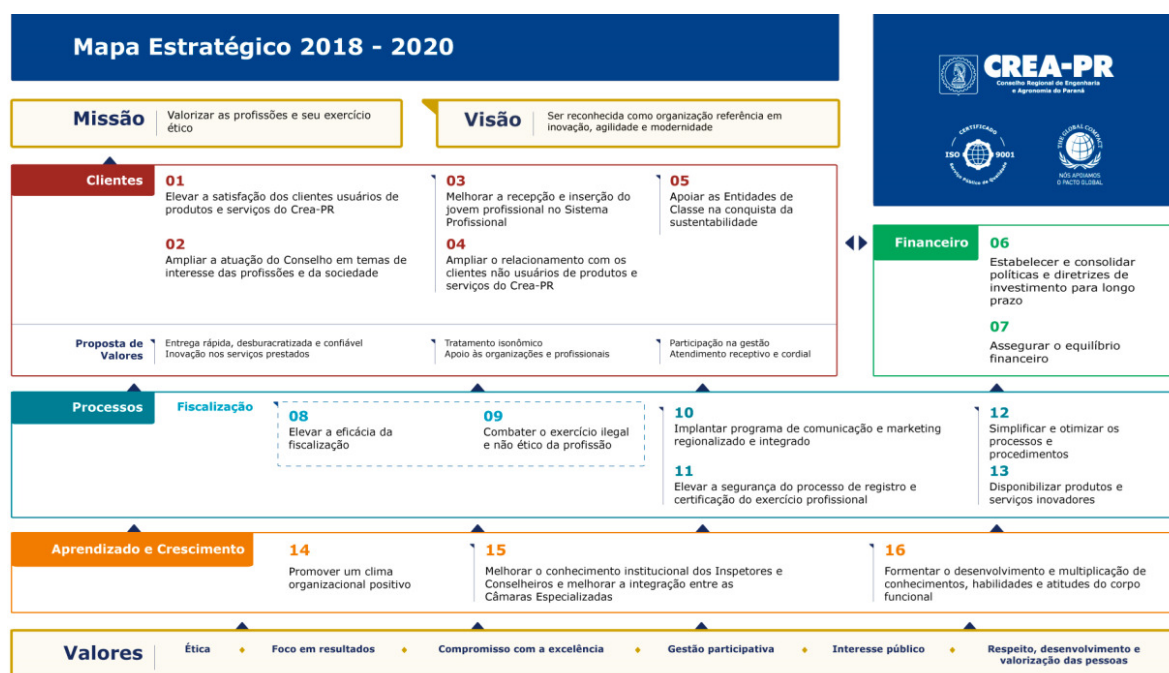 Mapa Estratégico 2018 - 2020
CREA-PR
Conselho Regional de Engenharia
e Agronomia do Paraná
CERTIFICADO
ISO 9001
Serviço Público de Qualidade
THE GLOBAL COMPACT
NÓS APOIAMOS
O PACTO GLOBAL
Missão
Valorizar as profissões e seu exercício
ético
Visão
Ser reconhecida como organização referência em
inovação, agilidade e modernidade
Clientes
01
Elevar a satisfação dos clientes usuários de
produtos e serviços do Crea-PR
02
Ampliar a atuação do Conselho em temas de
interesse das profissões e da sociedade
03
Melhorar a recepção e inserção do
jovem profissional no Sistema
Profissional
04
Ampliar o relacionamento com os
clientes não usuários de produtos e
serviços do Crea-PR
05
Apoiar as Entidades de
Classe na conquista da
sustentabilidade
Proposta de
Valores
Entrega rápida, desburacratizada e confiável
Inovação nos serviços prestados
Tratamento isonômico
Apoio às organizações e profissionais
Participação na gestão
Atendimento receptivo e cordial
Financeiro
06
Estabelecer e consolidar
políticas e diretrizes de
investimento para longo
prazo
07
Assegurar o equilíbrio
financeiro
Processos
Fiscalização
08
Elevar a eficácia da
fiscalização
09
Combater o exercício ilegal
e não ético da profissão
10
Implantar programa de comunicação e marketing
regionalizado e integrado
11
Elevar a segurança do processo de registro e
certificação do exercício profissional
12
Simplificar e otimizar os
processos e
procedimentos
13
Disponibilizar produtos e
serviços inovadores
Aprendizado e Crescimento
14
Promover um clima
organizacional positivo
15
Melhorar o conhecimento institucional dos Inspetores e
Conselheiros e melhorar a integração entre as
Câmaras Especializadas
16
Formentar o desenvolvimento e multiplicação de
conhecimentos, habilidades e atitudes do corpo
funcional
Valores
Ética
Foco em resultados
Compromisso com a excelência
Gestão participativa
Interesse público
Respeito, desenvolvimento e
valorização das pessoas